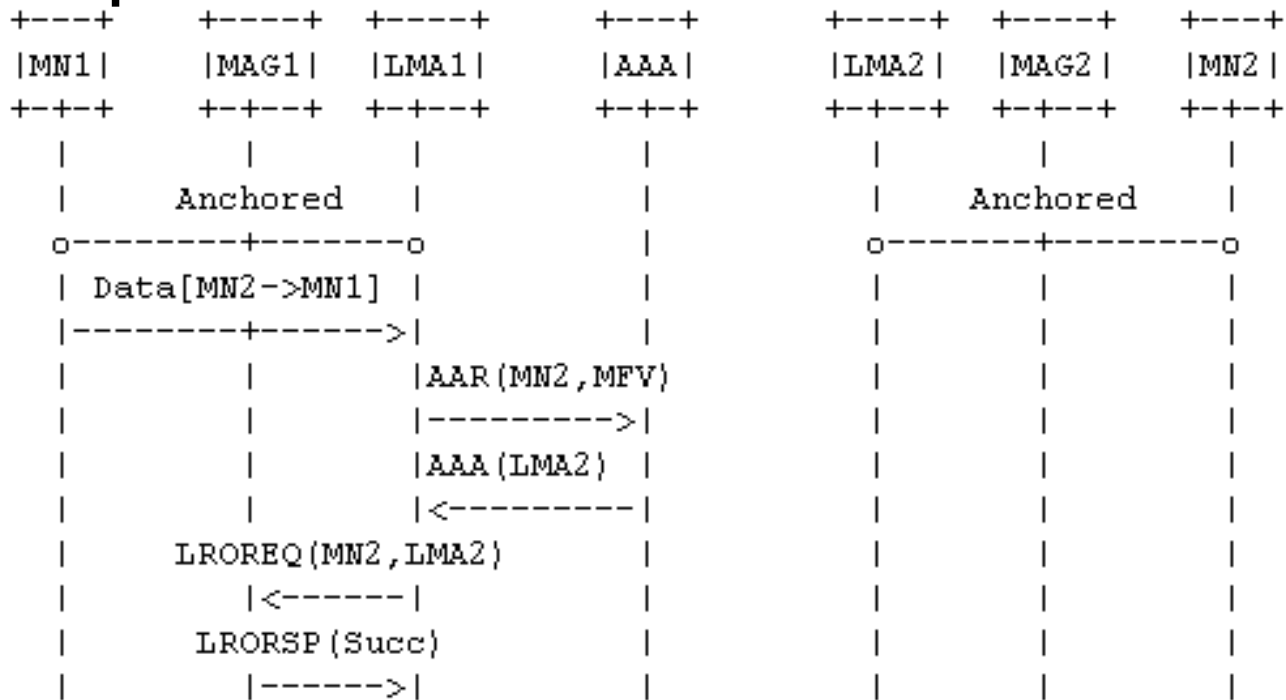 +---+ +----+ +----+ +---+ +----+ +----+ +---+
|MN1| |MAG1| |LMA1| |AAA| |LMA2| |MAG2| |MN2|
+-+-+ +-+--+ +-+--+ +-+-+ +-+--+ +-+--+ +-+-+
| | | | | | |
| Anchored | | | Anchored |
o--------+-------o | o-------+--------o
| Data[MN2->MN1] | | | | |
|--------+------>| | | | |
| | |AAR(MN2,MFV) | | |
| | |--------->| | | |
| | |AAA(LMA2) | | | |
| | |<---------| | | |
| LROREQ(MN2,LMA2) | | | |
| |<------| | | | |
| LRORSP(Succ) | | | |
| |------>| | | | |